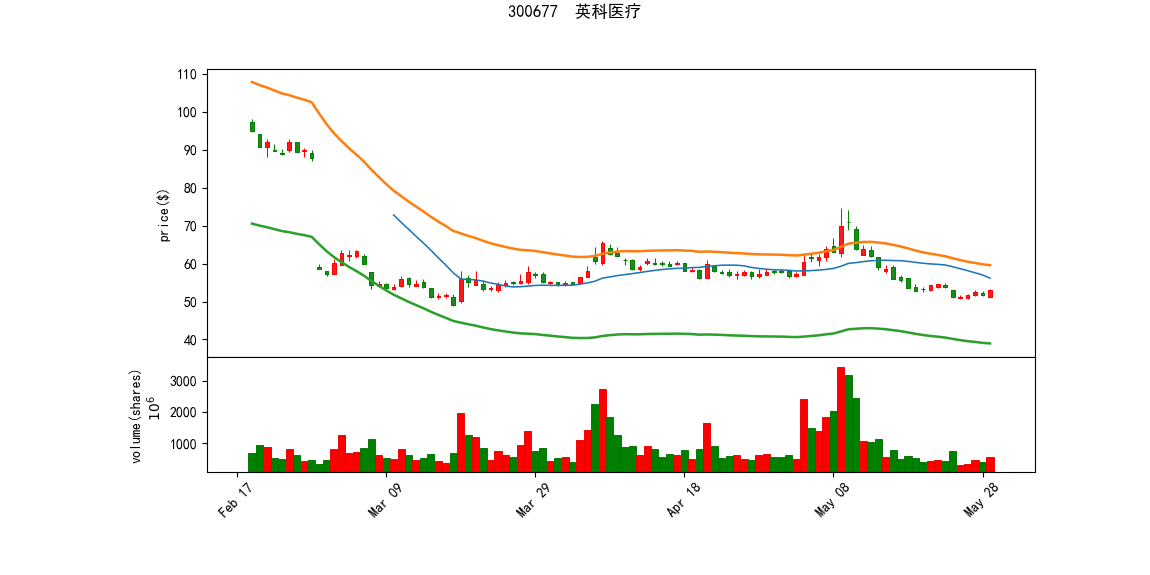 300677 英科医疗
110
100
90
80
70
60
50
40
price($)
3000
2000
1000
volume(shares)
10^6
Feb 17
Mar 09
Mar 29
Apr 18
May 08
May 28